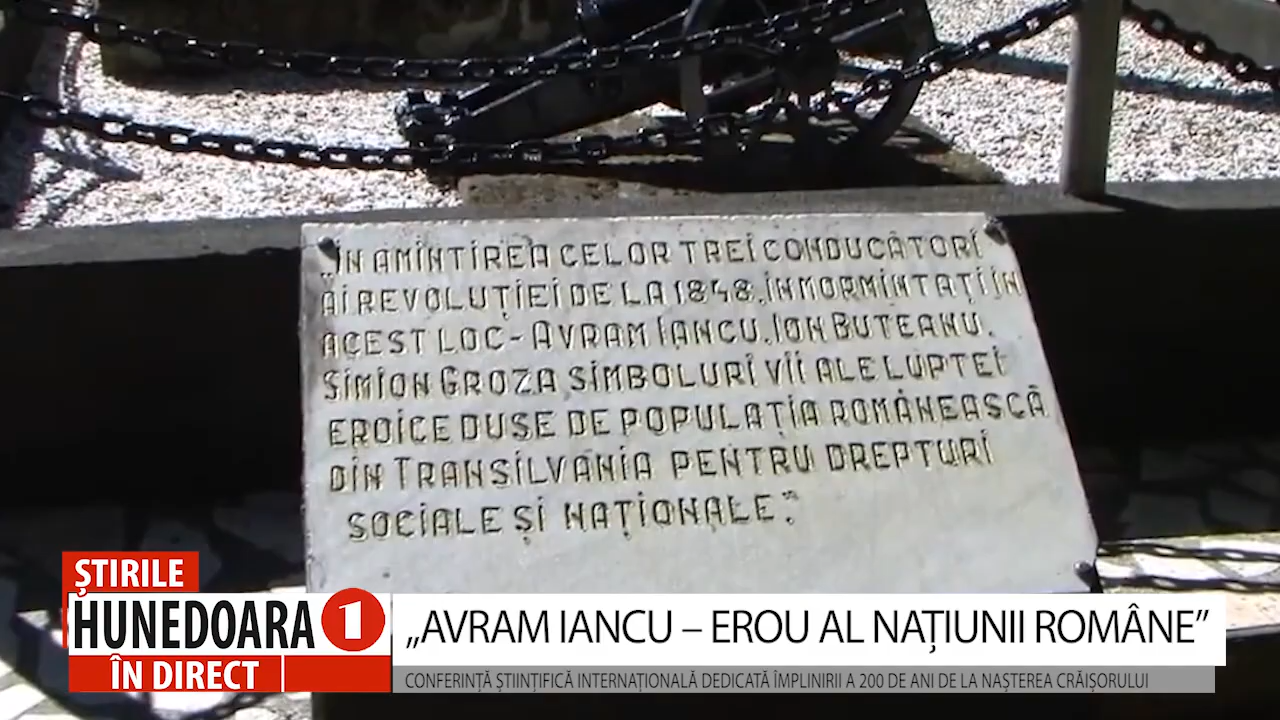 „ÎN AMINTIREA CELOR TREI CONDUCĂTORI
AI REVOLUȚIEI DE LA 1848, ÎNMORMÎNTAȚI ÎN
ACEST LOC - AVRAM IANCU, ION BUTEANU,
SIMION GROZA SIMBOLURI VII ALE LUPTEI
EROICE DUSE DE POPULAȚIA ROMÂNEASCĂ
DIN TRANSILVANIA PENTRU DREPTURI
SOCIALE ȘI NAȚIONALE.”
ȘTIRILE
HUNEDOARA 1
ÎN DIRECT
„AVRAM IANCU – EROU AL NAȚIUNII ROMÂNE”
CONFERINȚĂ ȘTIINȚIFICĂ INTERNAȚIONALĂ DEDICATĂ ÎMPLINIRII A 200 DE ANI DE LA NAȘTEREA CRĂIȘORULUI